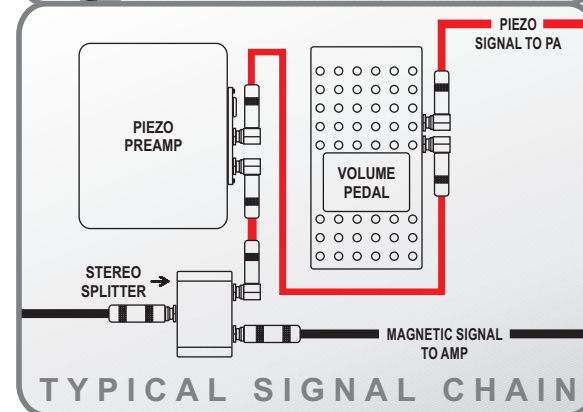 PIEZO
SIGNAL TO PA
PIEZO
PREAMP
VOLUME
PEDAL
STEREO
SPLITTER
MAGNETIC SIGNAL
TO AMP
TYPICAL SIGNAL CHAIN